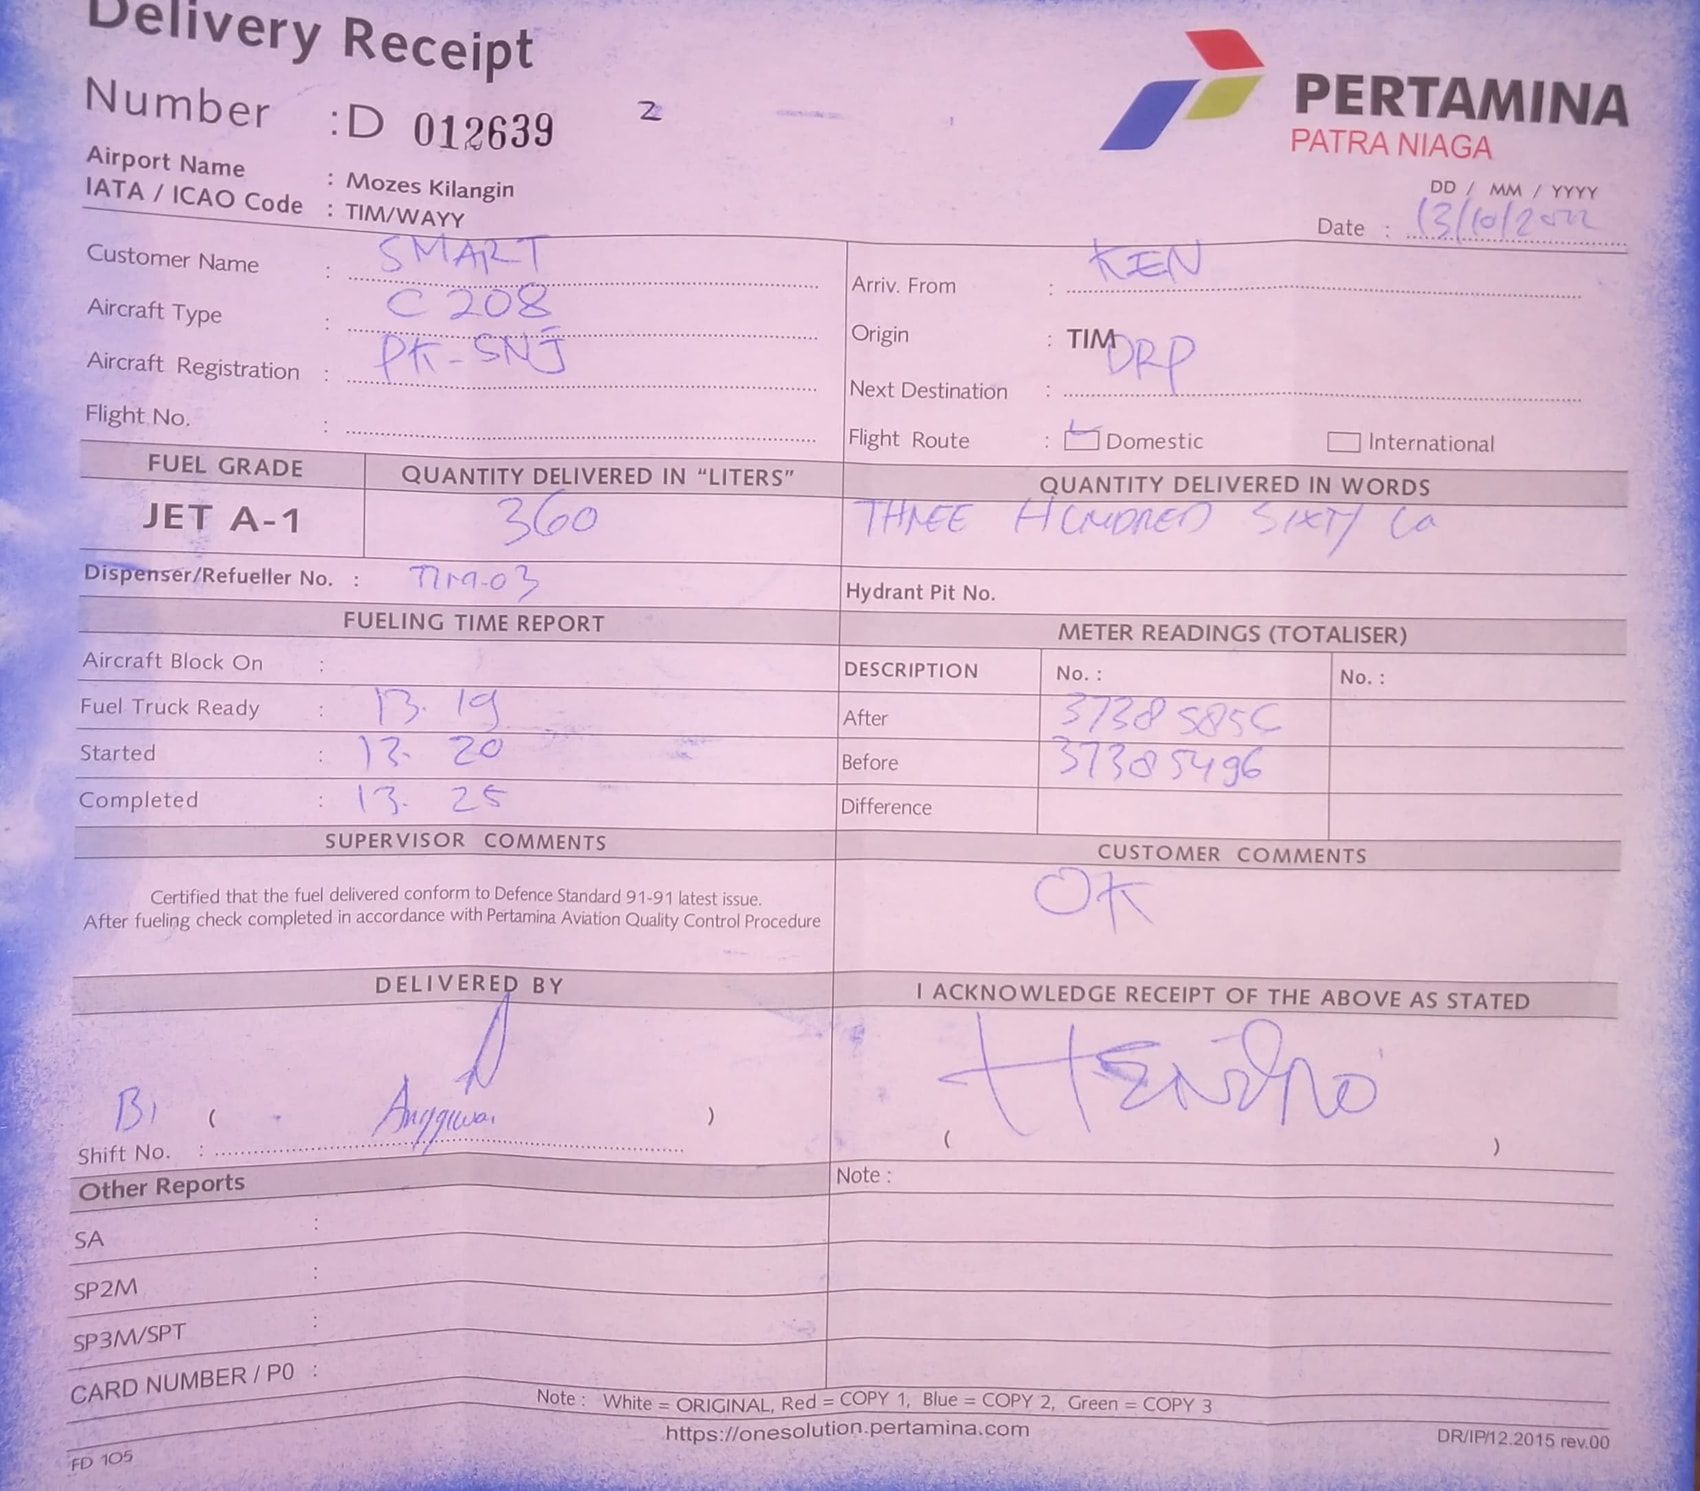 Delivery Receipt
Number : D 012639
2
PERTAMINA
PATRA NIAGA
Airport Name : Mozes Kilangin
IATA / ICAO Code : TIM/WAYY
DD / MM / YYYY
Date : 13/10/2022
Customer Name : SMART
Aircraft Type : C 208
Aircraft Registration : PK-SNJ
Flight No. :
Arriv. From : KEN
Origin : TIM
Next Destination : DRP
Flight Route : Domestic International
FUEL GRADE QUANTITY DELIVERED IN “LITERS” QUANTITY DELIVERED IN WORDS
JET A-1 360 THREE HUNDRED SIXTY
Dispenser/Refueller No. : TIM-03 Hydrant Pit No.
FUELING TIME REPORT
Aircraft Block On :
Fuel Truck Ready : 13. 19
Started : 13. 20
Completed : 13. 25
METER READINGS (TOTALISER)
DESCRIPTION No. : No. :
After 37385856
Before 37385496
Difference
SUPERVISOR COMMENTS
Certified that the fuel delivered conform to Defence Standard 91-91 latest issue.
After fueling check completed in accordance with Pertamina Aviation Quality Control Procedure
CUSTOMER COMMENTS
OK
DELIVERED BY
B1 ( )
Shift No. :
I ACKNOWLEDGE RECEIPT OF THE ABOVE AS STATED
HENDRO
( )
Other Reports
SA :
SP2M :
SP3M/SPT :
CARD NUMBER / P0 :
Note :
Note : White = ORIGINAL, Red = COPY 1, Blue = COPY 2, Green = COPY 3
https://onesolution.pertamina.com
FD 105
DR/IP/12.2015 rev.00